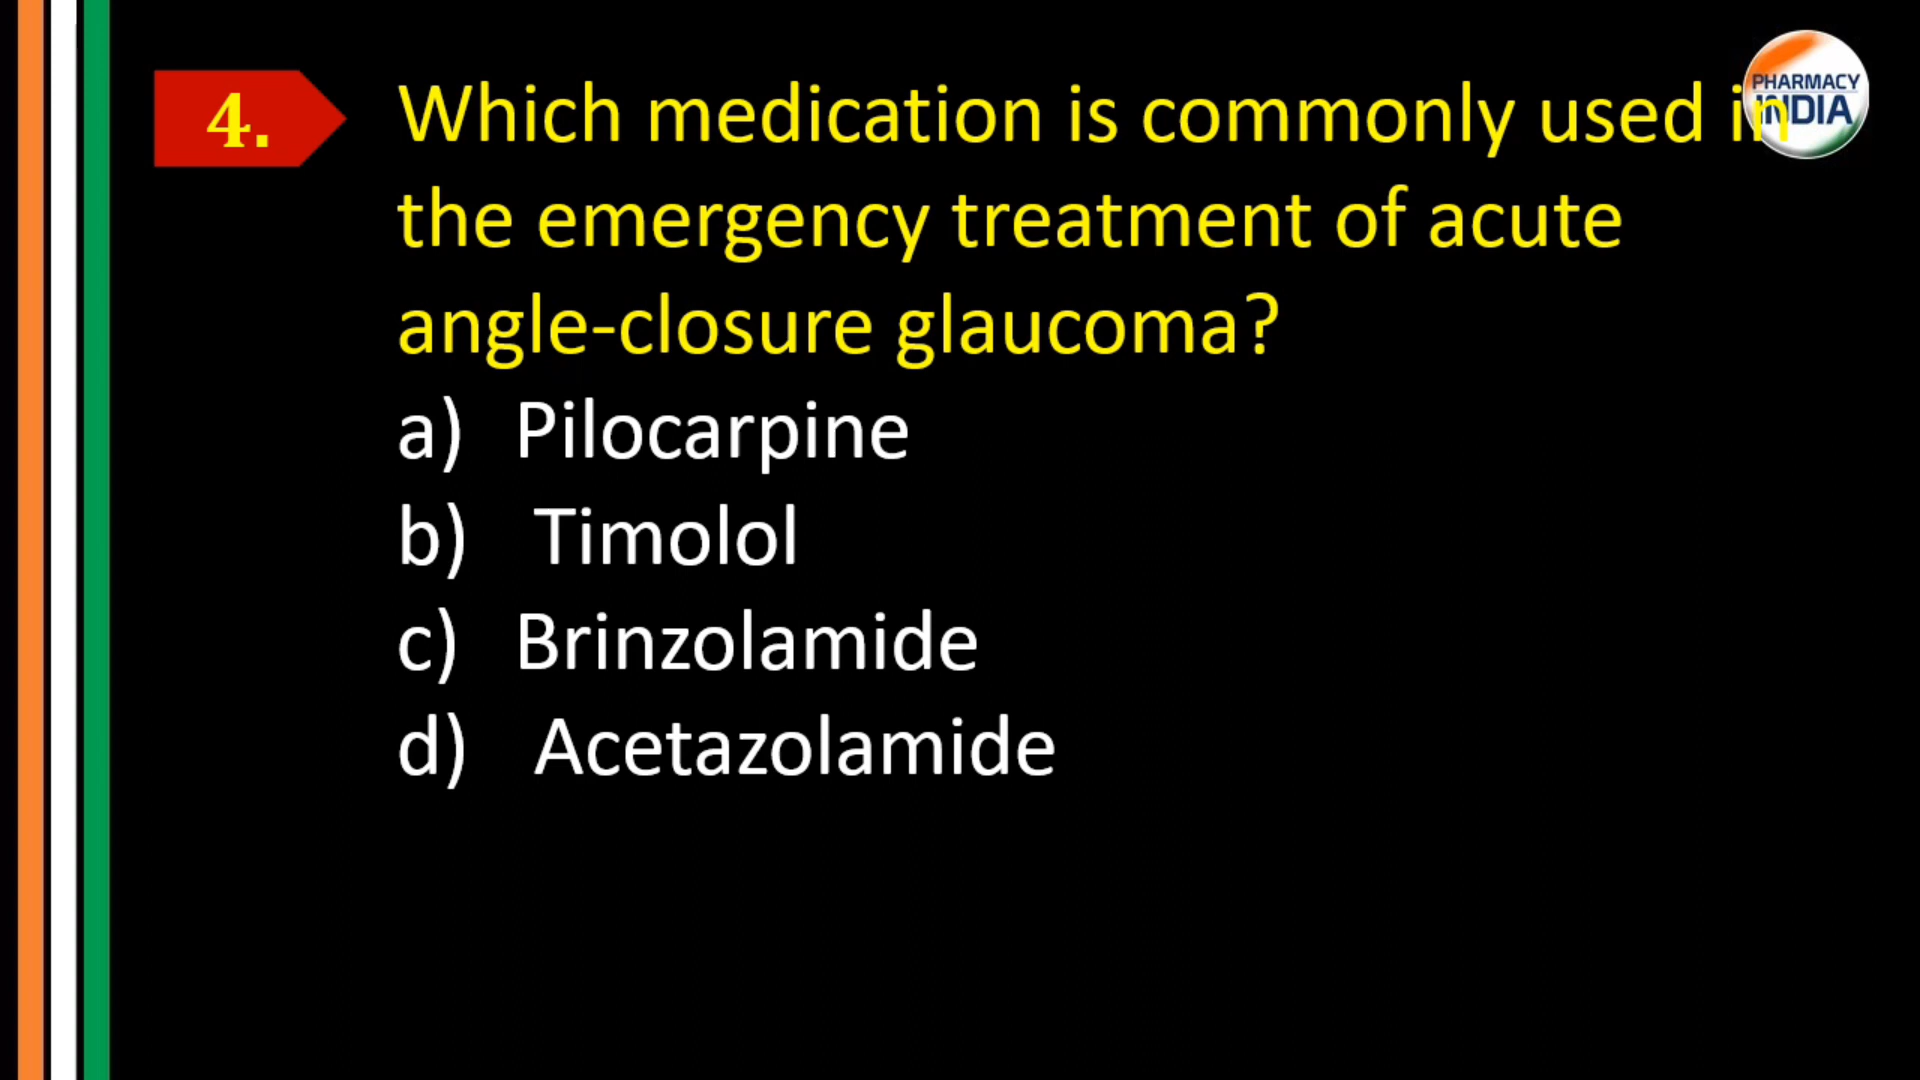 4.
Which medication is commonly used in
the emergency treatment of acute
angle-closure glaucoma?
a) Pilocarpine
b) Timolol
c) Brinzolamide
d) Acetazolamide
PHARMACY
INDIA